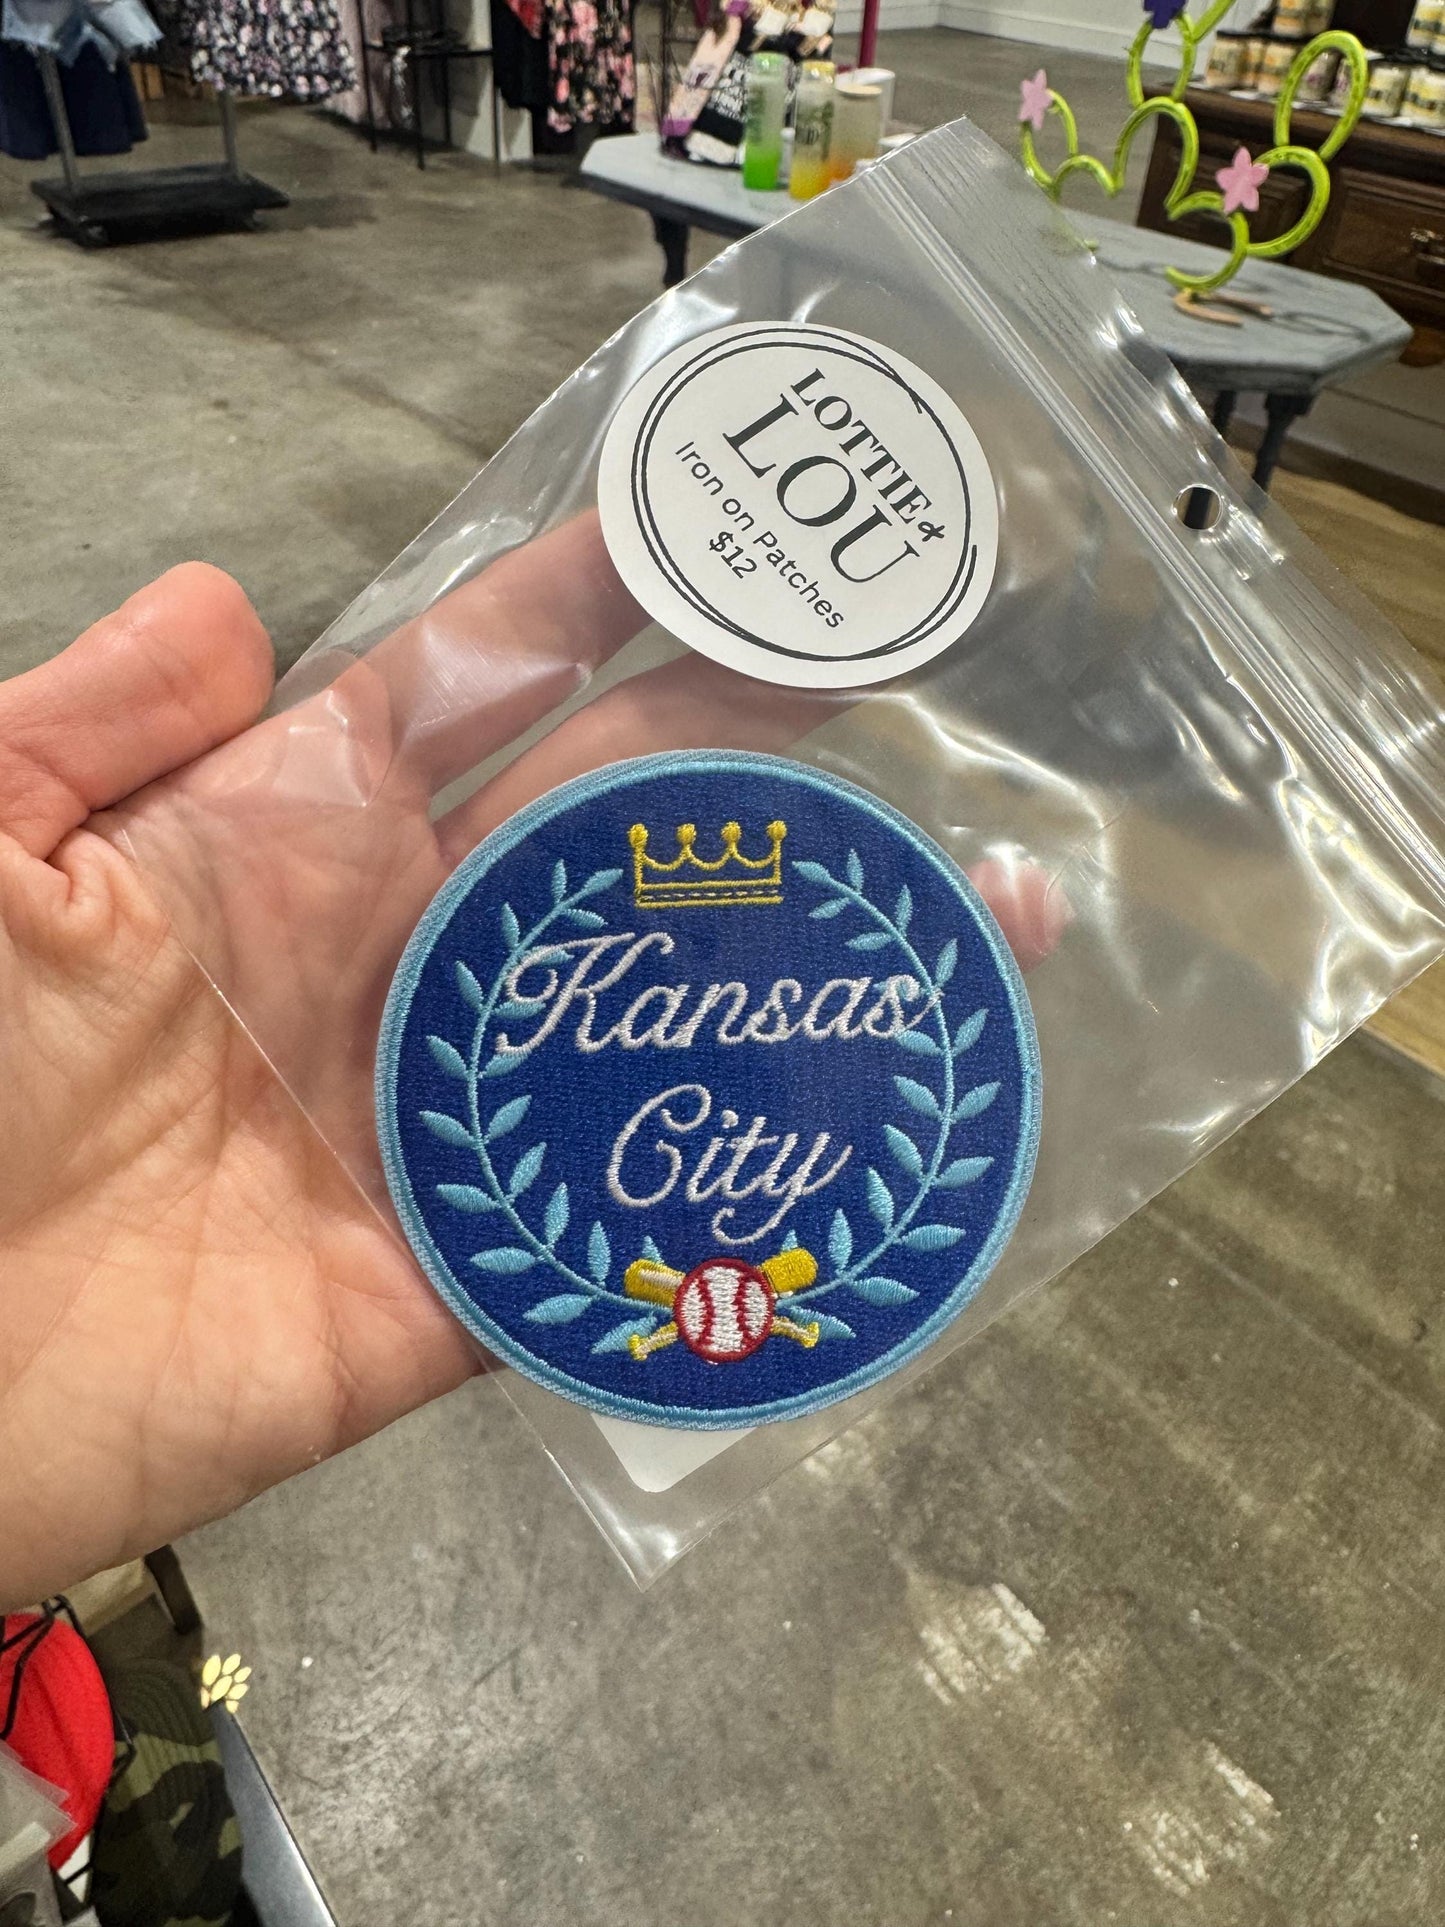 LOTTIE+
LOU
Iron on Patches
$12
Kansas
City